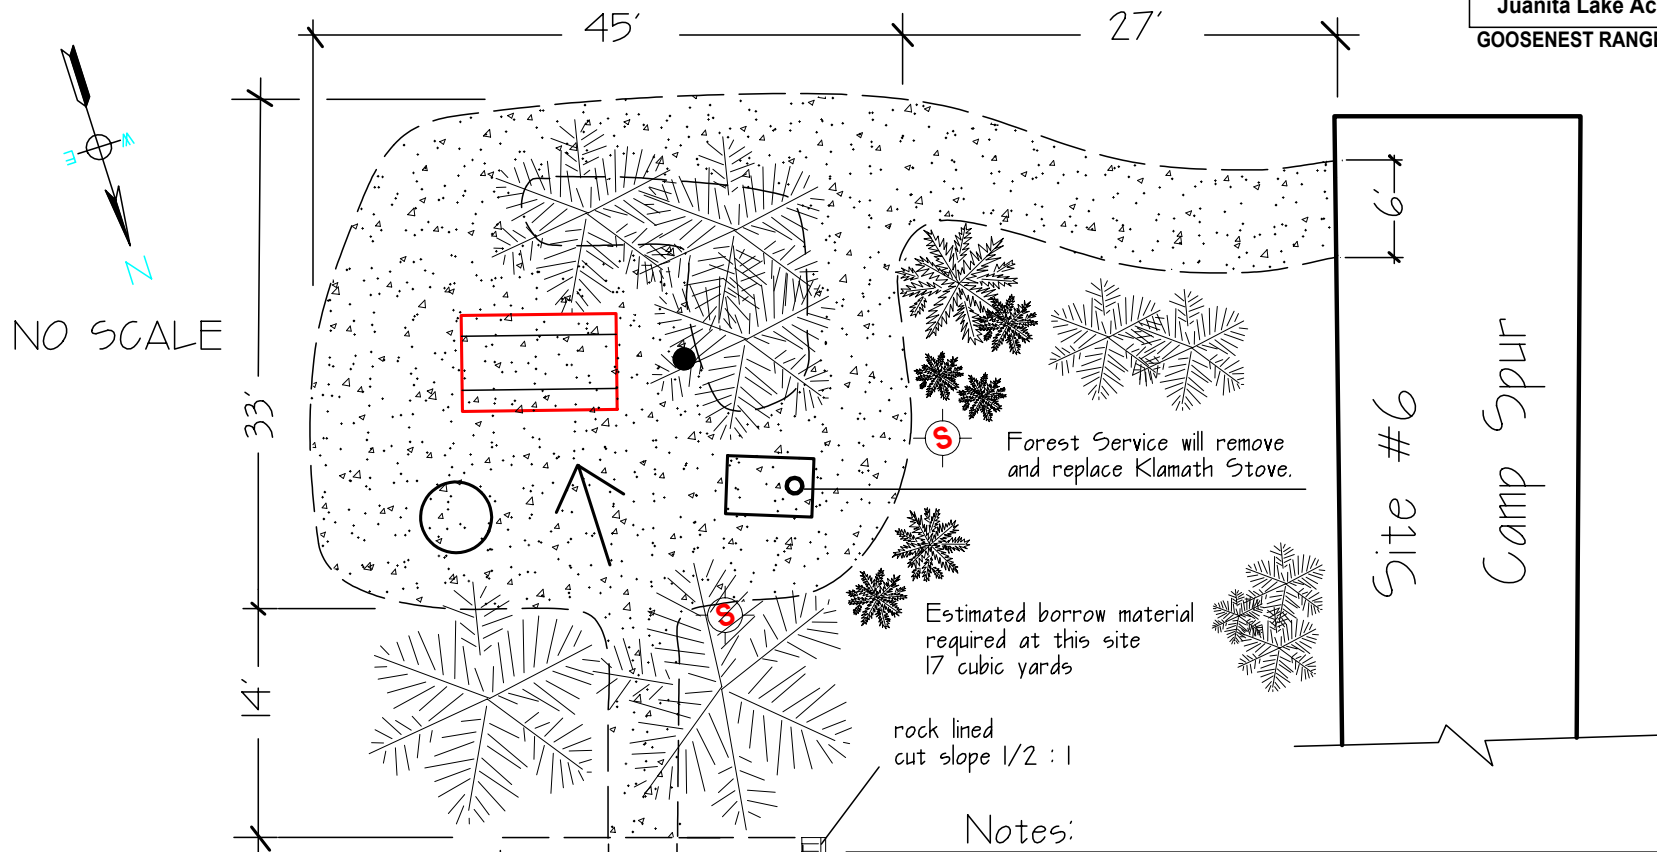 Juanita Lake Ac
GOOSENEST RANGE
45'
27'
W
E
N
NO SCALE
33'
6'
14'
S
Forest Service will remove
and replace Klamath Stove.
Site #6
Camp Spur
S
Estimated borrow material
required at this site
17 cubic yards
rock lined
cut slope 1/2 : 1
Notes: